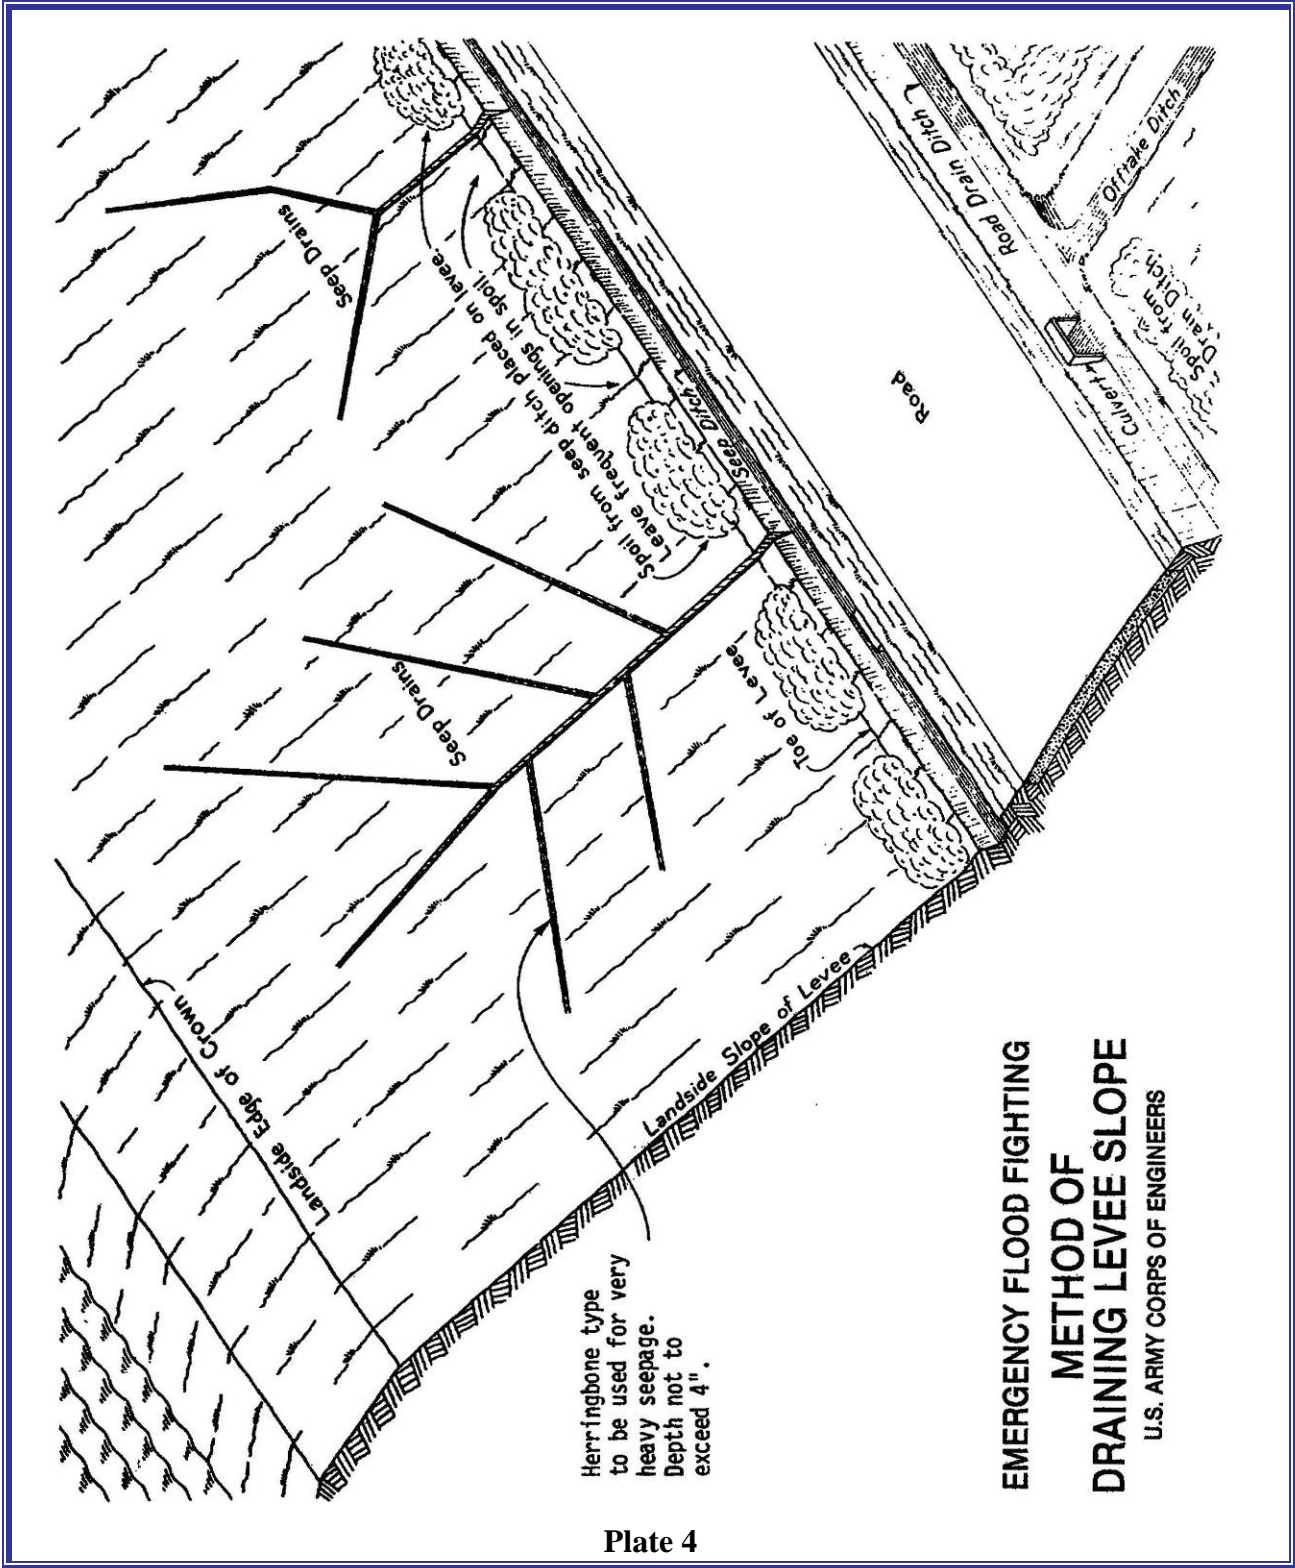 Landside Edge of Crown
Seep Drains
Seep Drains
Spoil from seep ditch placed on levee.
Leave frequent openings in spoil
Seep Ditch
Toe of Levee
Landside Slope of Levee
Road
Road Drain Ditch
Offtake Ditch
Culvert
Spoil from
Drain Ditch
Herringbone type
to be used for very
heavy seepage.
Depth not to
exceed 4".
EMERGENCY FLOOD FIGHTING
METHOD OF
DRAINING LEVEE SLOPE
U.S. ARMY CORPS OF ENGINEERS
Plate 4